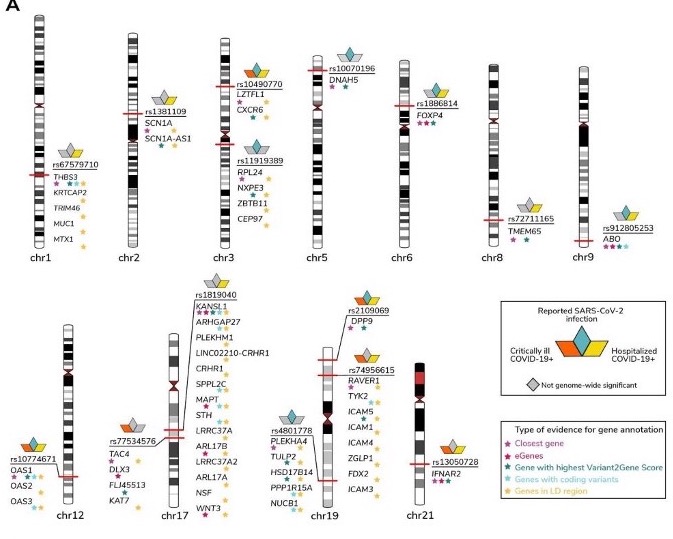 A
rs67579710
THBS3
KRTCAP2
TRIM46
MUC1
MTX1
chr1
rs1381109
SCN1A
SCN1A-AS1
chr2
rs10490770
LZTFL1
CXCR6
rs11919389
RPL24
NXPE3
ZBTB11
CEP97
chr3
rs10070196
DNAH5
chr5
rs1886814
FOXP4
chr6
rs72711165
TMEM65
chr8
rs912805253
ABO
chr9
rs10774671
OAS1
OAS2
OAS3
chr12
rs77534576
TAC4
DLX3
FLJ45513
KAT7
chr17
rs1819040
KANSL1
ARHGAP27
PLEKHM1
LINC02210-CRHR1
CRHR1
SPPL2C
MAPT
STH
LRRC37A
ARL17B
LRRC37A2
ARL17A
NSF
WNT3
rs4801778
PLEKHA4
TULP2
HSD17B14
PPP1R15A
NUCB1
chr19
rs2109069
DPP9
rs74956615
RAVER1
TYK2
ICAM5
ICAM1
ICAM4
ZGLP1
FDX2
ICAM3
rs13050728
IFNAR2
chr21
Reported SARS-CoV-2
infection
Critically ill
COVID-19+
Hospitalized
COVID-19+
Not genome-wide significant
Type of evidence for gene annotation
Closest gene
eGenes
Gene with highest Variant2Gene Score
Genes with coding variants
Genes in LD region